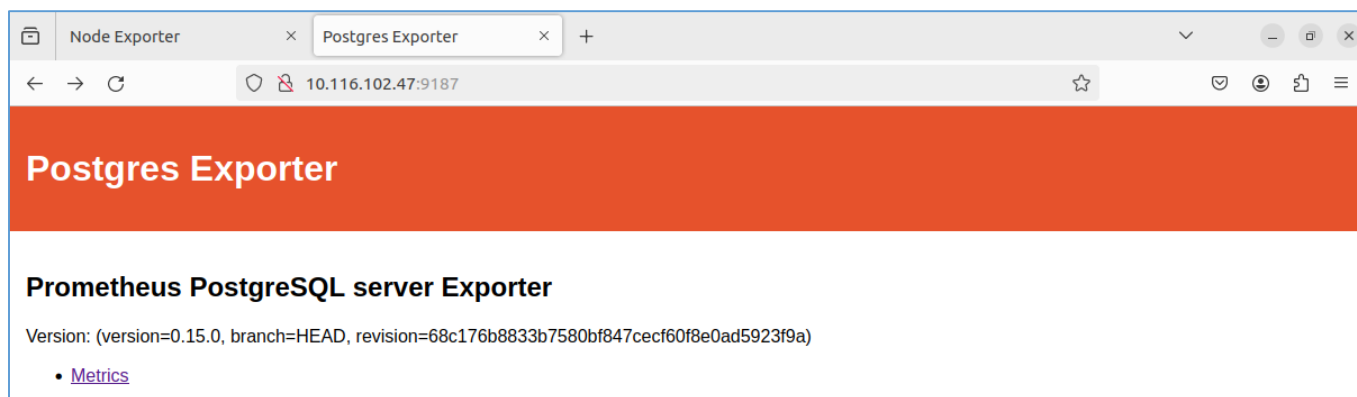 Node Exporter
Postgres Exporter
10.116.102.47:9187
Postgres Exporter
Prometheus PostgreSQL server Exporter
Version: (version=0.15.0, branch=HEAD, revision=68c176b8833b7580bf847cecf60f8e0ad5923f9a)
• Metrics